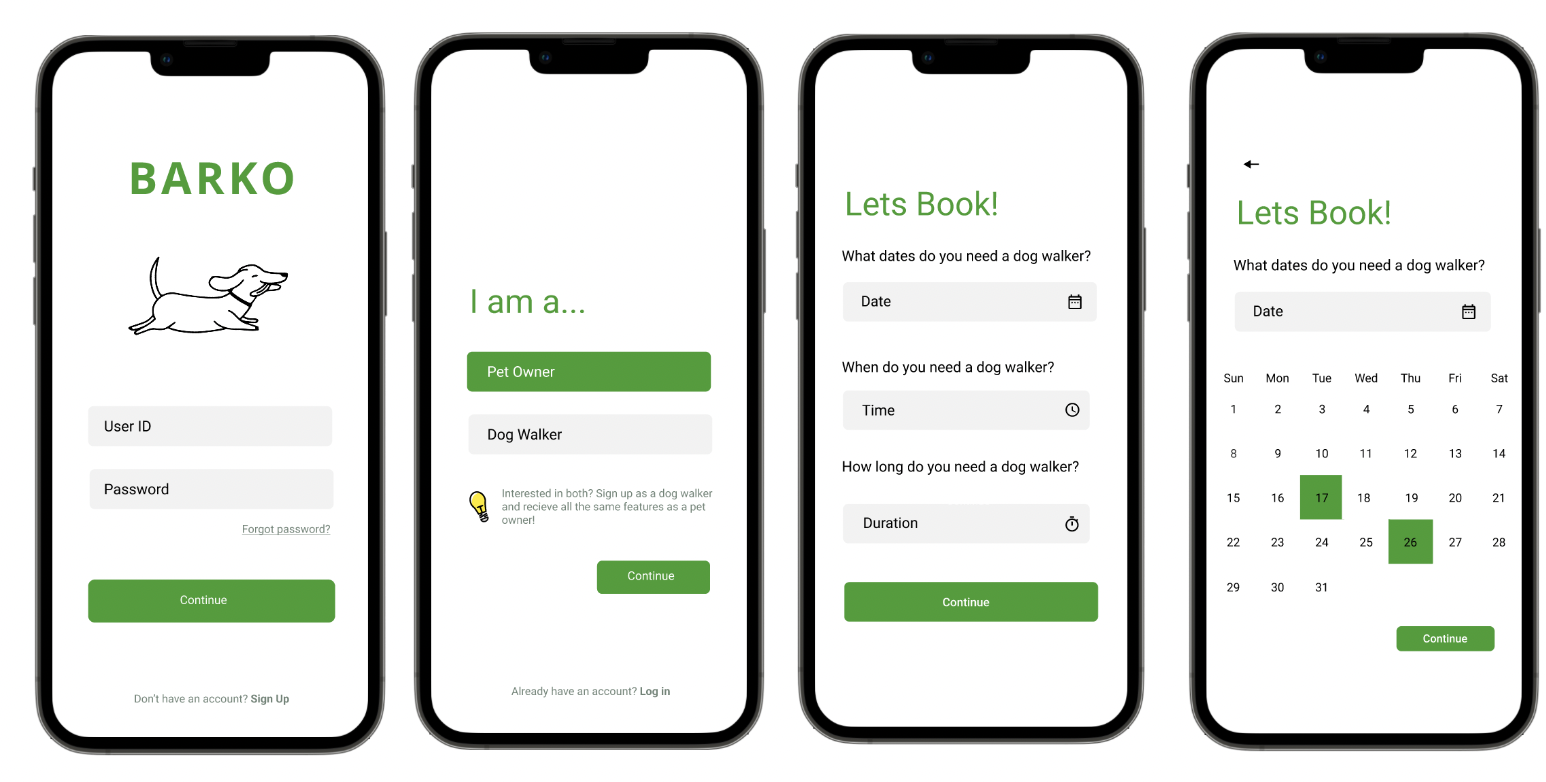 BARKO
User ID
Password
Forgot password?
Continue
Don't have an account? Sign Up
I am a...
Pet Owner
Dog Walker
Interested in both? Sign up as a dog walker
and recieve all the same features as a pet
owner!
Continue
Already have an account? Log in
Lets Book!
What dates do you need a dog walker?
Date
When do you need a dog walker?
Time
How long do you need a dog walker?
Duration
Continue
Lets Book!
What dates do you need a dog walker?
Date
Sun Mon Tue Wed Thu Fri Sat
1 2 3 4 5 6 7
8 9 10 11 12 13 14
15 16 17 18 19 20 21
22 23 24 25 26 27 28
29 30 31
Continue